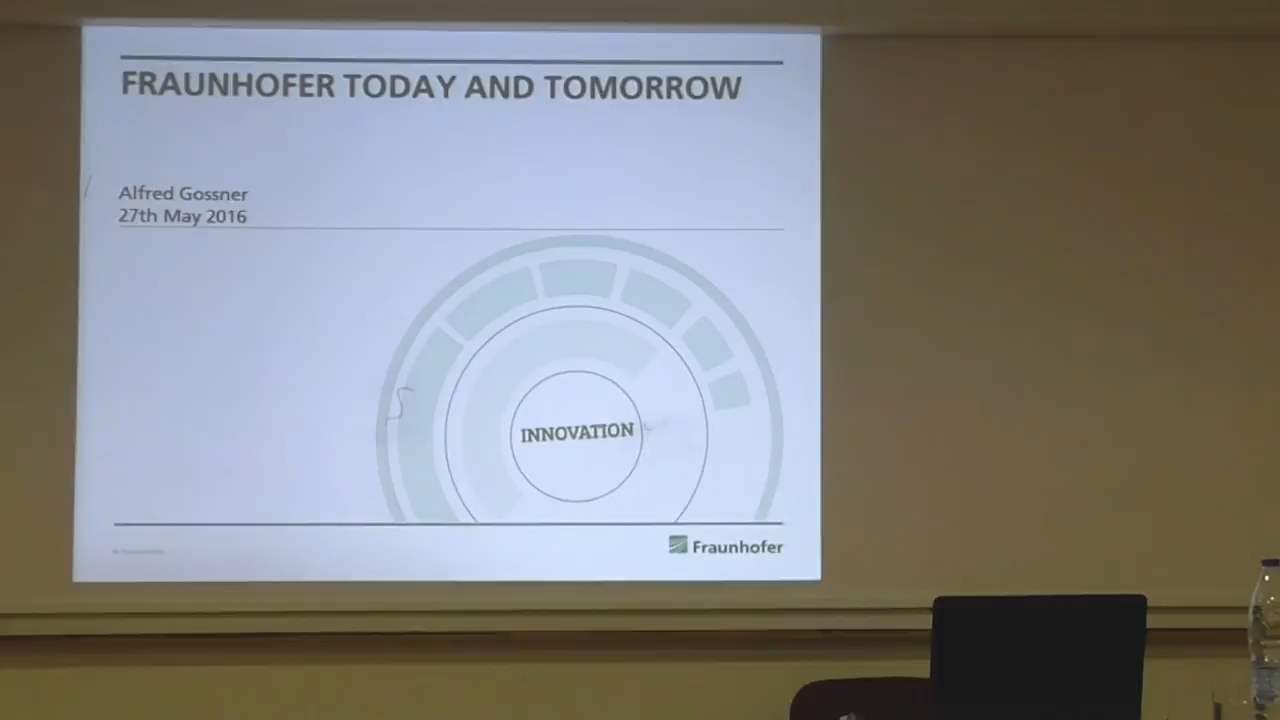 FRAUNHOFER TODAY AND TOMORROW
Alfred Gossner
27th May 2016
INNOVATION
Fraunhofer